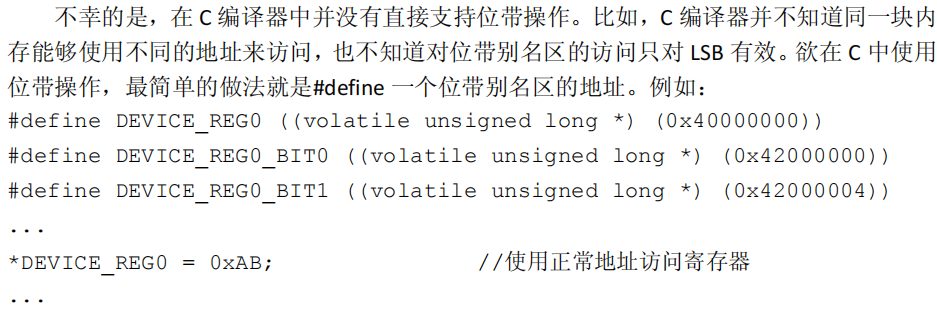 不幸的是，在 C 编译器中并没有直接支持位带操作。比如，C 编译器并不知道同一块内
存能够使用不同的地址来访问，也不知道对位带别名区的访问只对 LSB 有效。欲在 C 中使用
位带操作，最简单的做法就是#define 一个位带别名区的地址。例如：
#define DEVICE_REG0 ((volatile unsigned long *) (0x40000000))
#define DEVICE_REG0_BIT0 ((volatile unsigned long *) (0x42000000))
#define DEVICE_REG0_BIT1 ((volatile unsigned long *) (0x42000004))
...
*DEVICE_REG0 = 0xAB; //使用正常地址访问寄存器
...